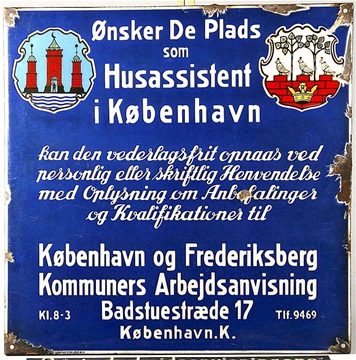 Ønsker De Plads
som
Husassistent
i København
kan den vederlagsfrit opnaas ved
personlig eller skriftlig Henvendelse
med Oplysning om Anbefalinger
og Kvalifikationer til
København og Frederiksberg
Kommuners Arbejdsanvisning
Kl. 8-3 Badstuestræde 17 Tlf. 9469
København. K.